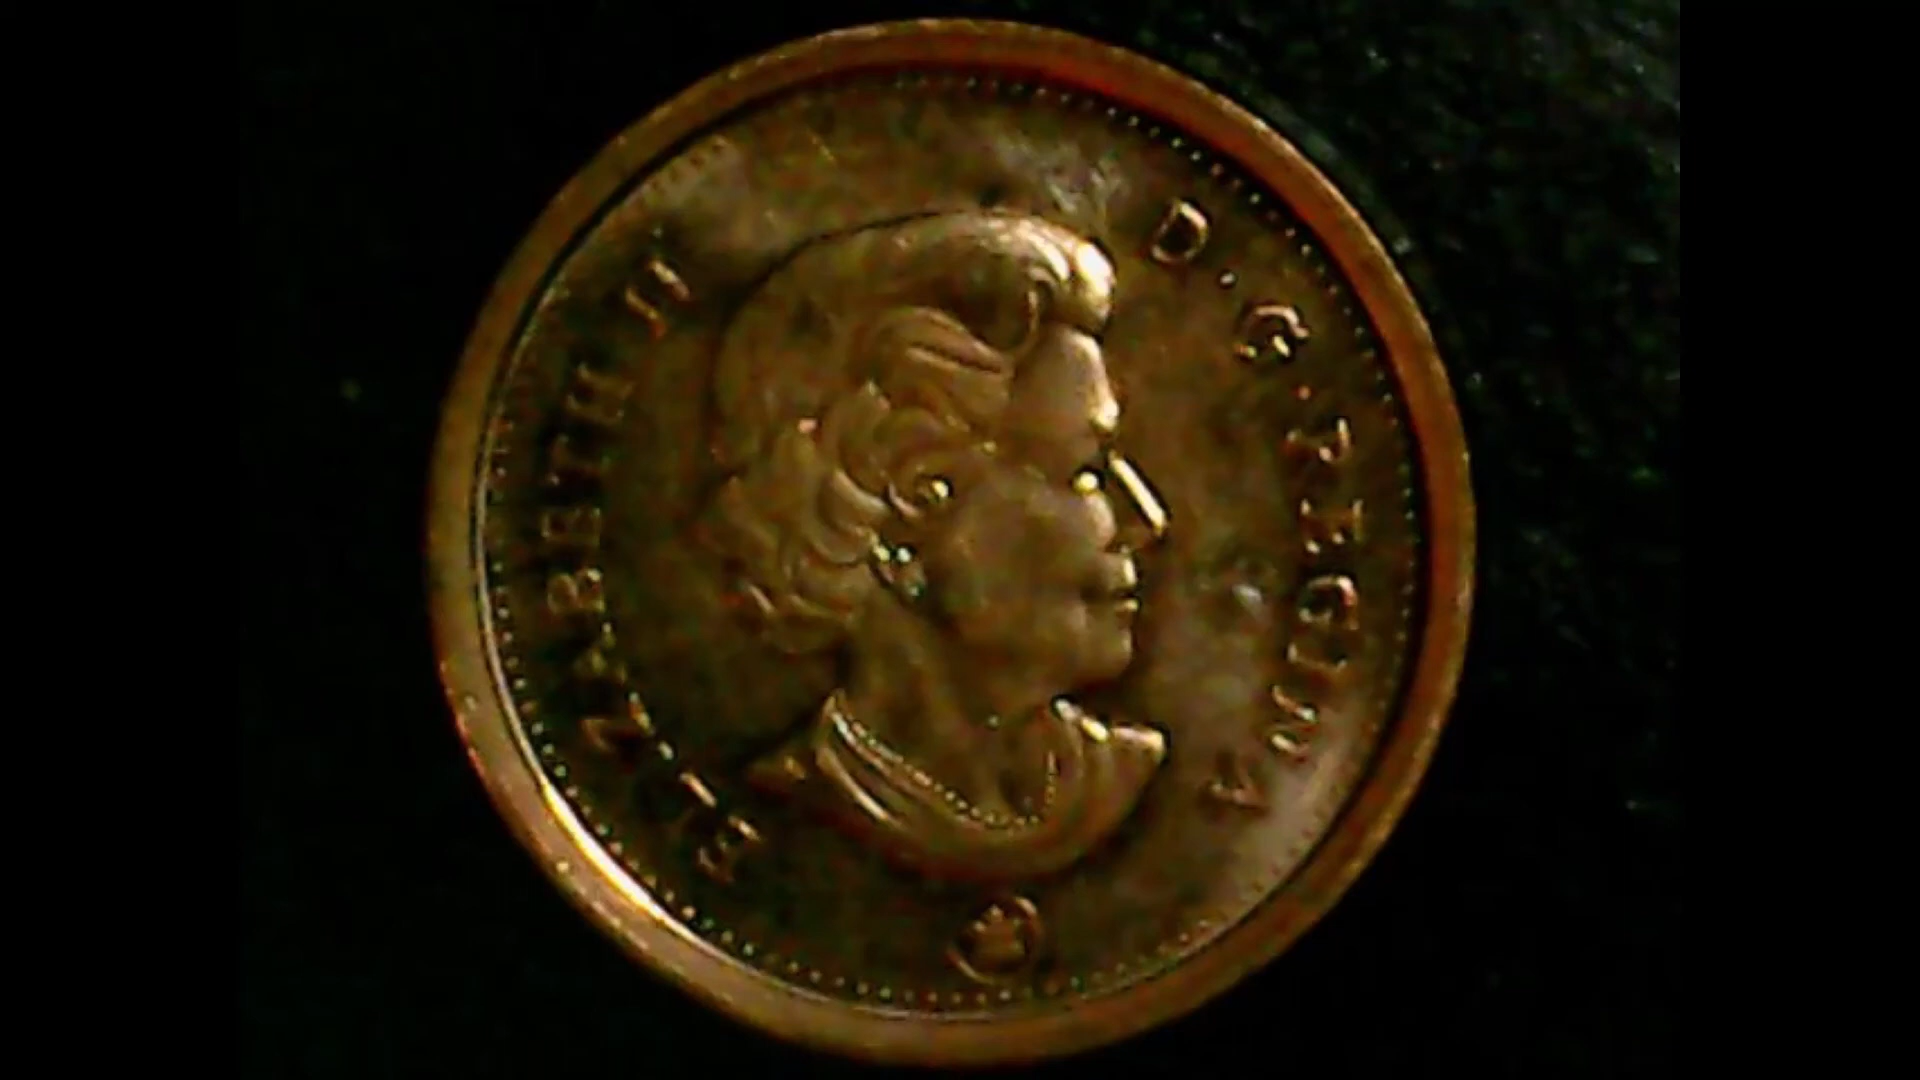 ELIZABETH II
D · G · REGINA